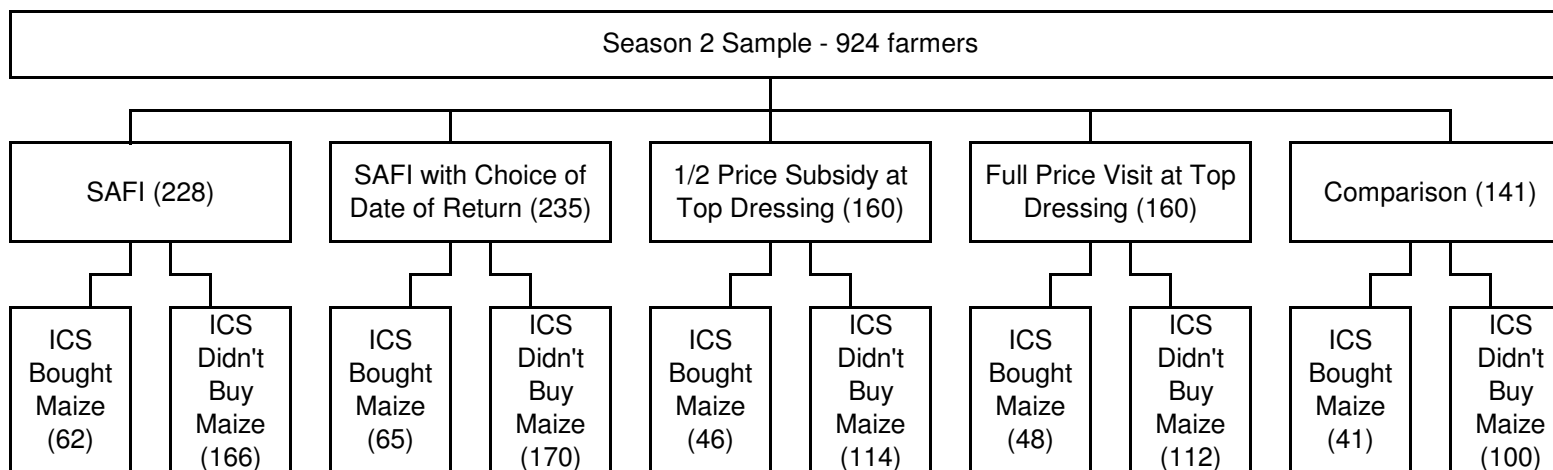 Season 2 Sample - 924 farmers
SAFI (228)
SAFI with Choice of
Date of Return (235)
1/2 Price Subsidy at
Top Dressing (160)
Full Price Visit at Top
Dressing (160)
Comparison (141)
ICS
Bought
Maize
(62)
ICS
Didn't
Buy
Maize
(166)
ICS
Bought
Maize
(65)
ICS
Didn't
Buy
Maize
(170)
ICS
Bought
Maize
(46)
ICS
Didn't
Buy
Maize
(114)
ICS
Bought
Maize
(48)
ICS
Didn't
Buy
Maize
(112)
ICS
Bought
Maize
(41)
ICS
Didn't
Buy
Maize
(100)